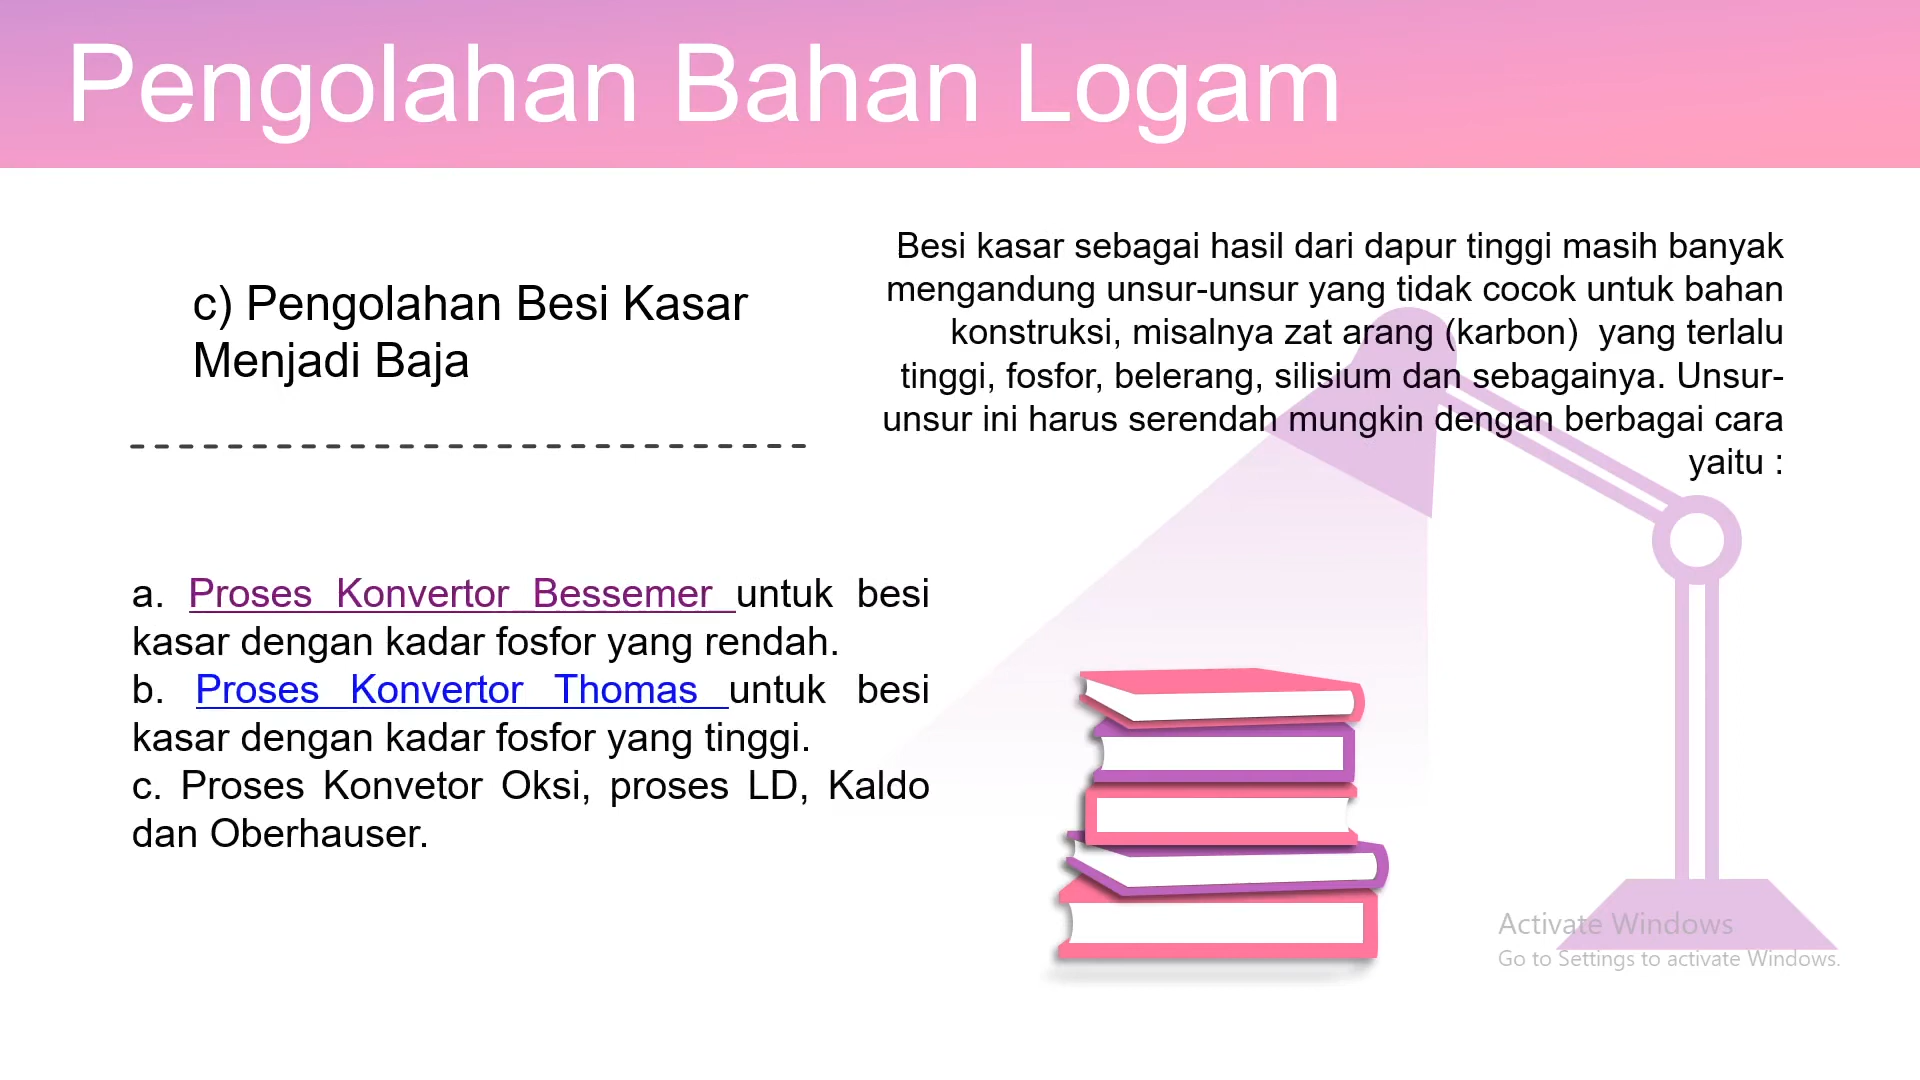 Pengolahan Bahan Logam
c) Pengolahan Besi Kasar
Menjadi Baja
Besi kasar sebagai hasil dari dapur tinggi masih banyak
mengandung unsur-unsur yang tidak cocok untuk bahan
konstruksi, misalnya zat arang (karbon)  yang terlalu
tinggi, fosfor, belerang, silisium dan sebagainya. Unsur-
unsur ini harus serendah mungkin dengan berbagai cara
yaitu :
a. Proses Konvertor Bessemer untuk besi
kasar dengan kadar fosfor yang rendah.
b. Proses Konvertor Thomas untuk besi
kasar dengan kadar fosfor yang tinggi.
c. Proses Konvetor Oksi, proses LD, Kaldo
dan Oberhauser.
Activate Windows
Go to Settings to activate Windows.